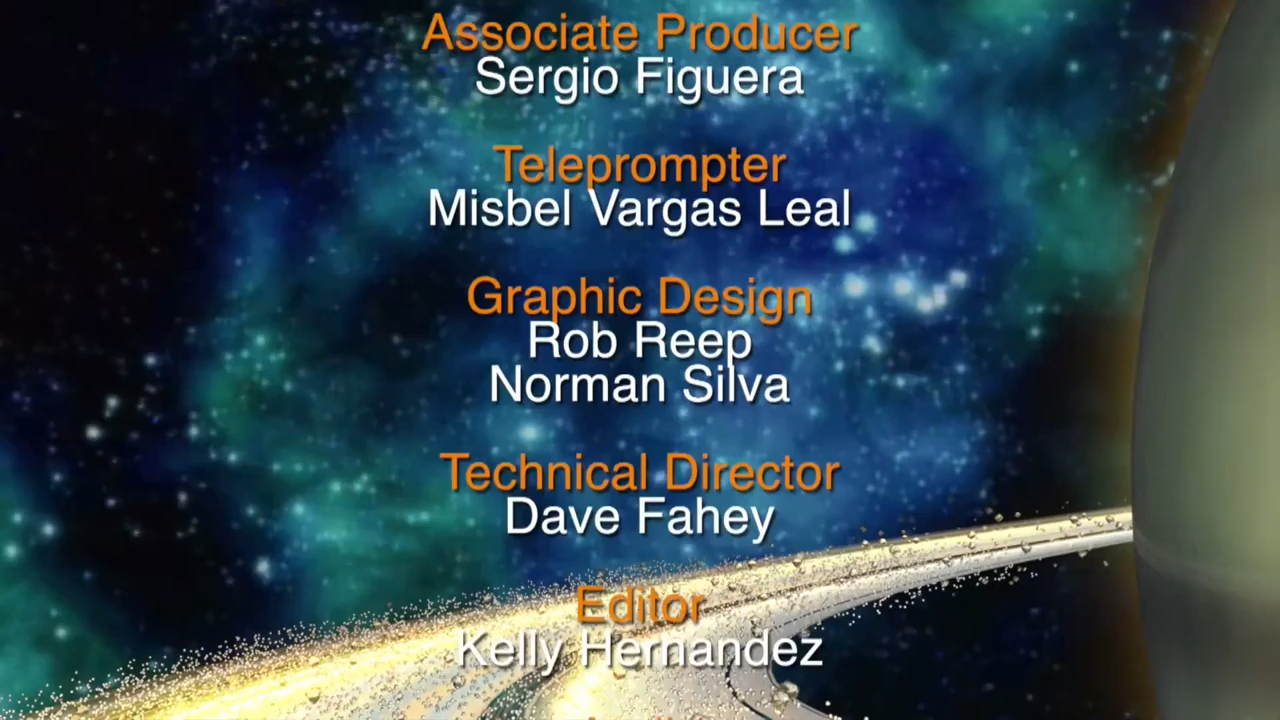 Associate Producer
Sergio Figuera
Teleprompter
Misbel Vargas Leal
Graphic Design
Rob Reep
Norman Silva
Technical Director
Dave Fahey
Editor
Kelly Hernandez